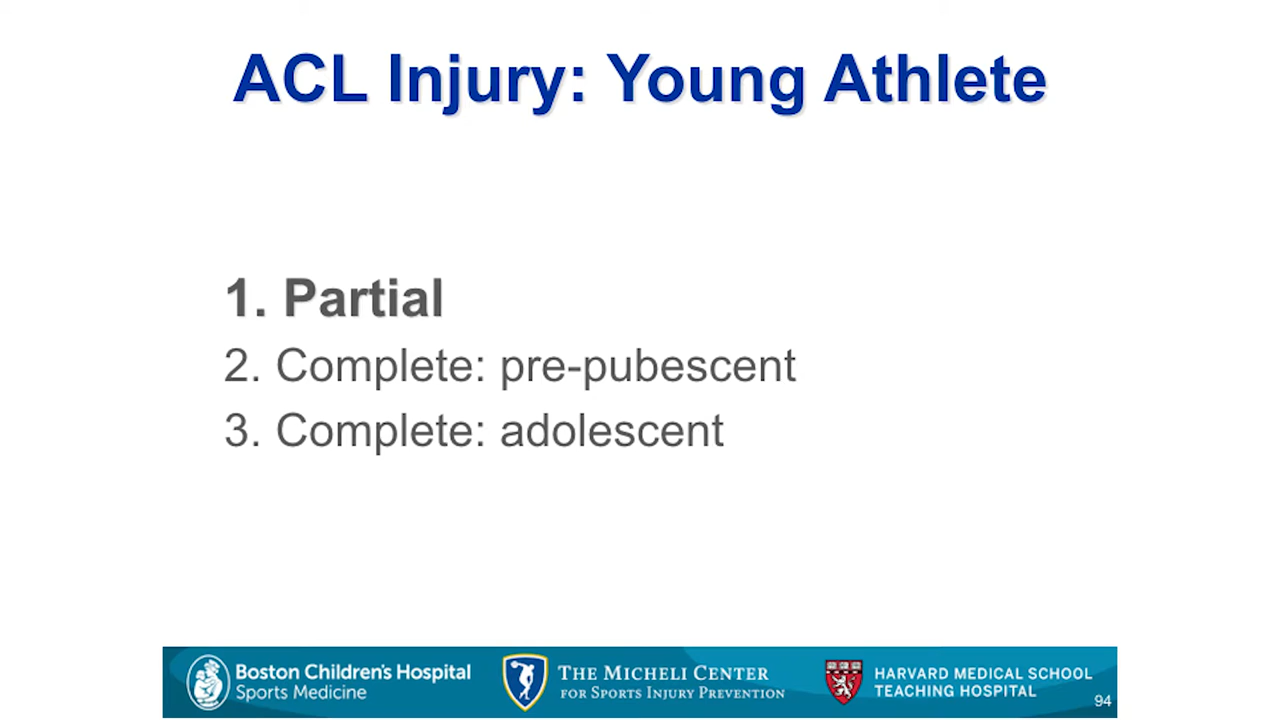 ACL Injury: Young Athlete
1. Partial
2. Complete: pre-pubescent
3. Complete: adolescent
Boston Children's Hospital
Sports Medicine
THE MICHELI CENTER
FOR SPORTS INJURY PREVENTION
HARVARD MEDICAL SCHOOL
TEACHING HOSPITAL
94